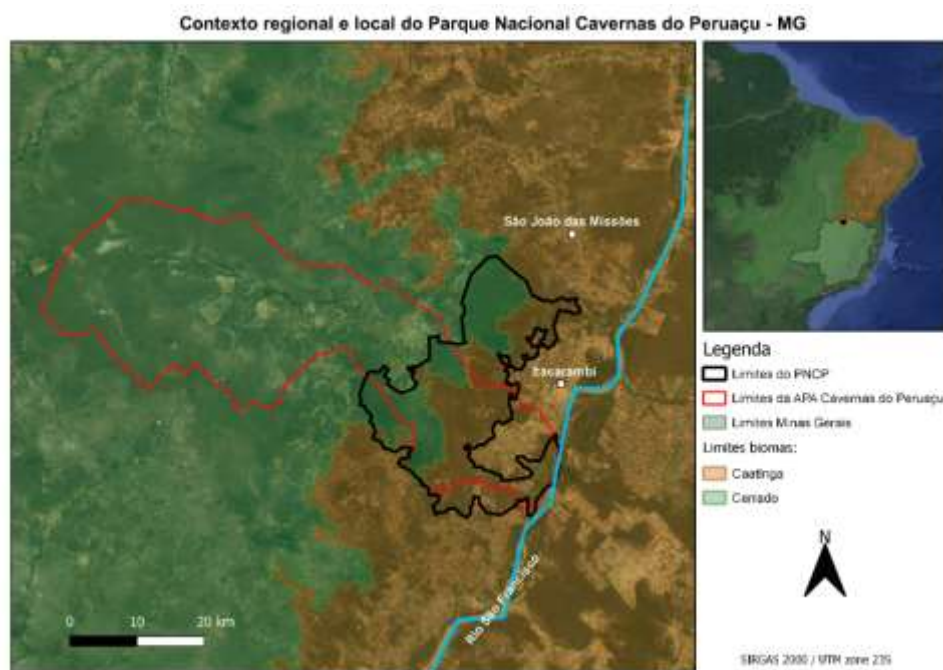 Contexto regional e local do Parque Nacional Cavernas do Peruaçu - MG
São João das Missões
Itacarambi
Rio São Francisco
0 10 20 km
Legenda
Limites do PNCP
Limites da APA Cavernas do Peruaçu
Limites Minas Gerais
Limites biomas:
Caatinga
Cerrado
N
SIRGAS 2000 / UTM zone 23S